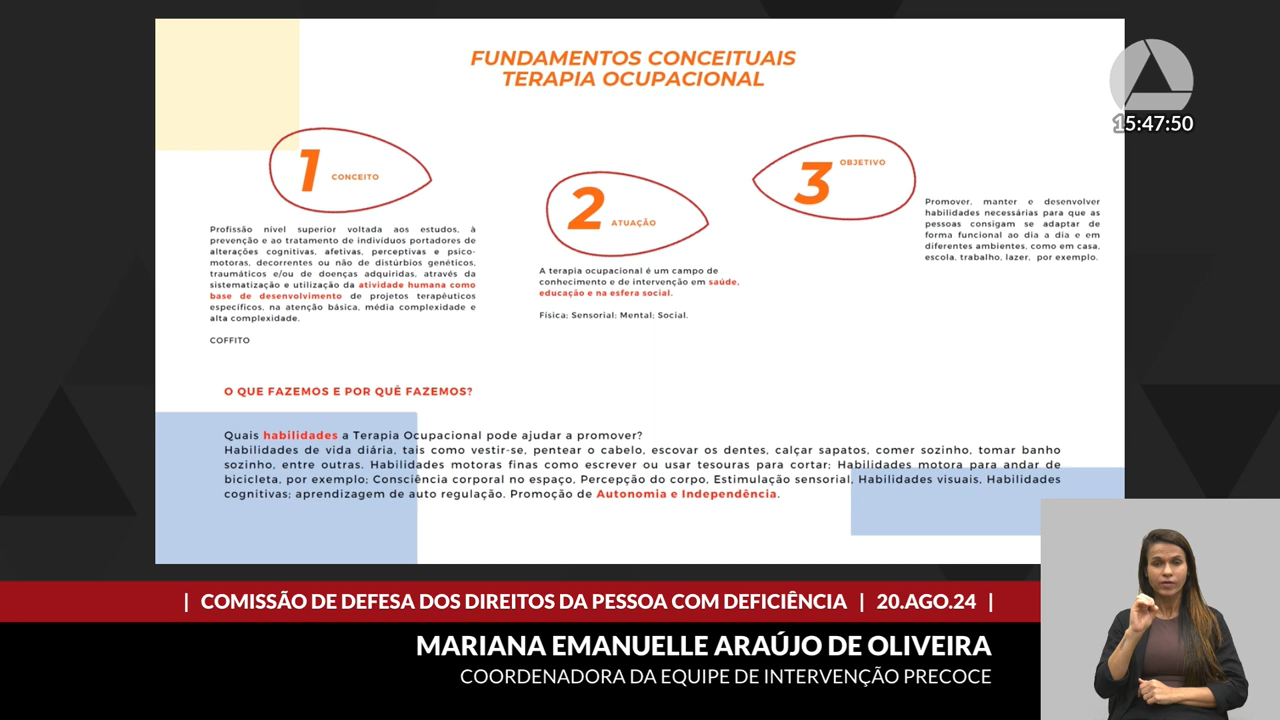 FUNDAMENTOS CONCEITUAIS
TERAPIA OCUPACIONAL
15:47:50
1 CONCEITO
Profissão nível superior voltada aos estudos, à
prevenção e ao tratamento de indivíduos portadores de
alterações cognitivas, afetivas, perceptivas e psico-
motoras, decorrentes ou não de distúrbios genéticos,
traumáticos e/ou de doenças adquiridas, através da
sistematização e utilização da atividade humana como
base de desenvolvimento de projetos terapêuticos
específicos, na atenção básica, média complexidade e
alta complexidade.
COFFITO
2 ATUAÇÃO
A terapia ocupacional é um campo de
conhecimento e de intervenção em saúde,
educação e na esfera social.
Física; Sensorial; Mental; Social.
3 OBJETIVO
Promover, manter e desenvolver
habilidades necessárias para que as
pessoas consigam se adaptar de
forma funcional ao dia a dia e em
diferentes ambientes, como em casa,
escola, trabalho, lazer, por exemplo.
O QUE FAZEMOS E POR QUÊ FAZEMOS?
Quais habilidades a Terapia Ocupacional pode ajudar a promover?
Habilidades de vida diária, tais como vestir-se, pentear o cabelo, escovar os dentes, calçar sapatos, comer sozinho, tomar banho
sozinho, entre outras. Habilidades motoras finas como escrever ou usar tesouras para cortar; Habilidades motora para andar de
bicicleta, por exemplo; Consciência corporal no espaço, Percepção do corpo, Estimulação sensorial, Habilidades visuais, Habilidades
cognitivas; aprendizagem de auto regulação. Promoção de Autonomia e Independência.
| COMISSÃO DE DEFESA DOS DIREITOS DA PESSOA COM DEFICIÊNCIA | 20.AGO.24 |
MARIANA EMANUELLE ARAÚJO DE OLIVEIRA
COORDENADORA DA EQUIPE DE INTERVENÇÃO PRECOCE